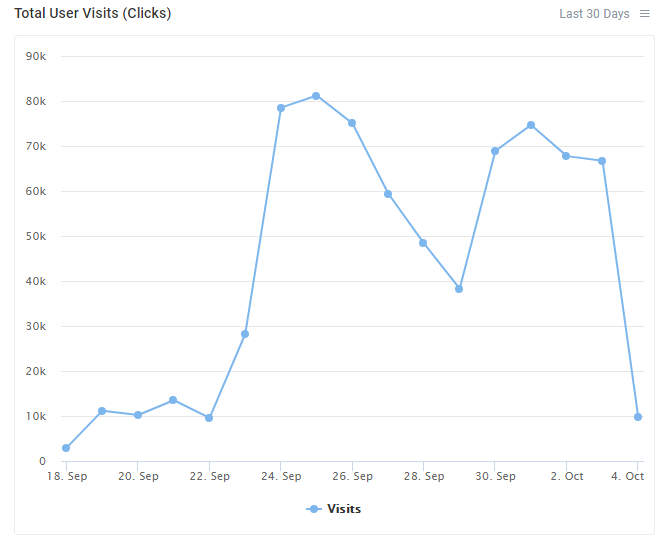 Total User Visits (Clicks)
Last 30 Days
90k
80k
70k
60k
50k
40k
30k
20k
10k
0
18. Sep 20. Sep 22. Sep 24. Sep 26. Sep 28. Sep 30. Sep 2. Oct 4. Oct
Visits